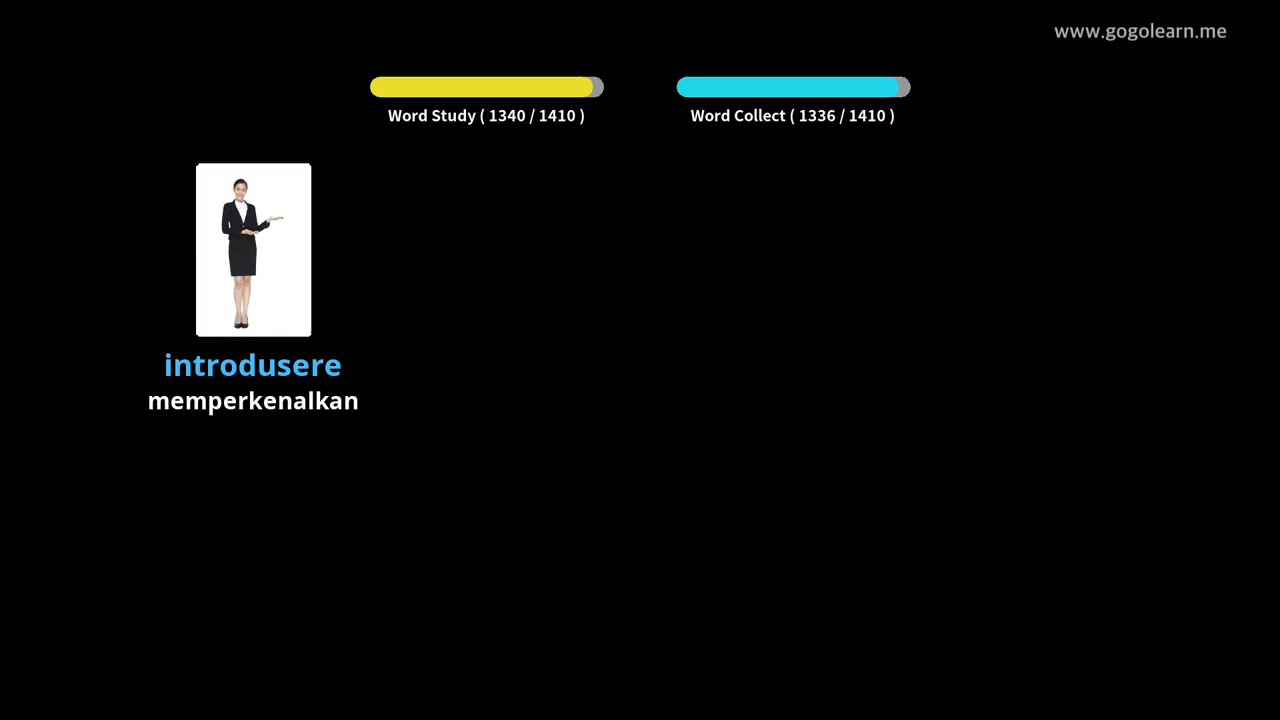 www.gogolearn.me
Word Study ( 1340 / 1410 )
Word Collect ( 1336 / 1410 )
introdusere
memperkenalkan